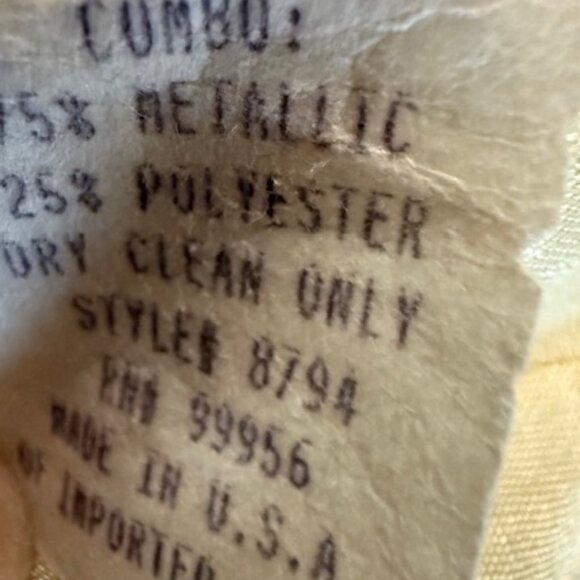 COMBO:
75% METALLIC
25% POLYESTER
DRY CLEAN ONLY
STYLE# 8794
RN# 99956
MADE IN U.S.A
OF IMPORTED